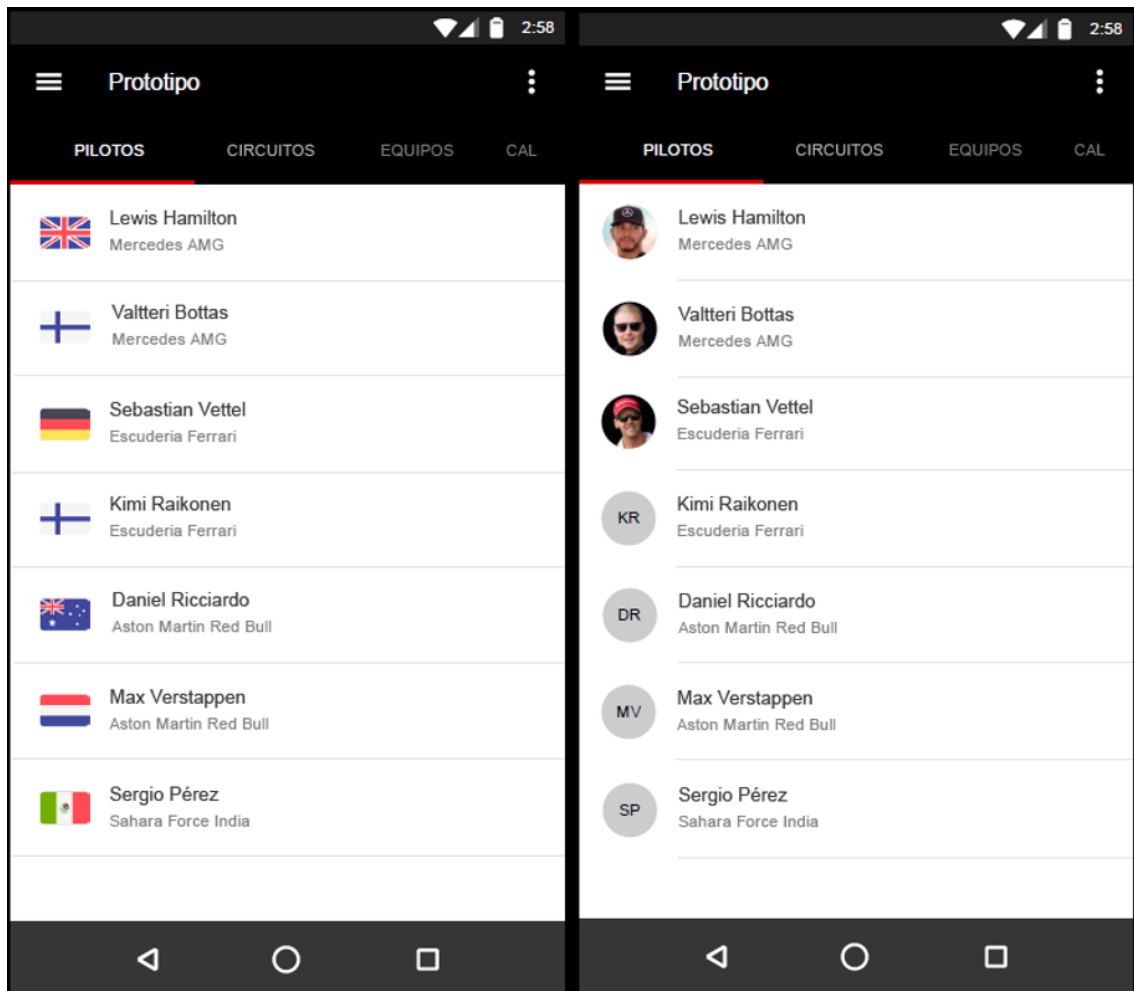 2:58
Prototipo
PILOTOS CIRCUITOS EQUIPOS CAL
Lewis Hamilton
Mercedes AMG
Valtteri Bottas
Mercedes AMG
Sebastian Vettel
Escuderia Ferrari
Kimi Raikonen
Escuderia Ferrari
Daniel Ricciardo
Aston Martin Red Bull
Max Verstappen
Aston Martin Red Bull
Sergio Pérez
Sahara Force India
2:58
Prototipo
PILOTOS CIRCUITOS EQUIPOS CAL
Lewis Hamilton
Mercedes AMG
Valtteri Bottas
Mercedes AMG
Sebastian Vettel
Escuderia Ferrari
KR
Kimi Raikonen
Escuderia Ferrari
DR
Daniel Ricciardo
Aston Martin Red Bull
MV
Max Verstappen
Aston Martin Red Bull
SP
Sergio Pérez
Sahara Force India